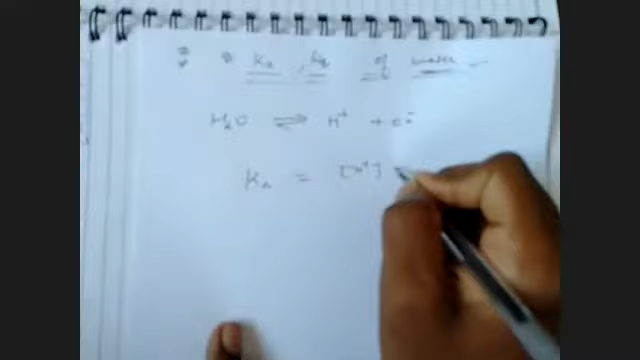 * Ka, Kb of water -
H₂O ⇌ H⁺ + OH⁻
Ka = [H⁺]